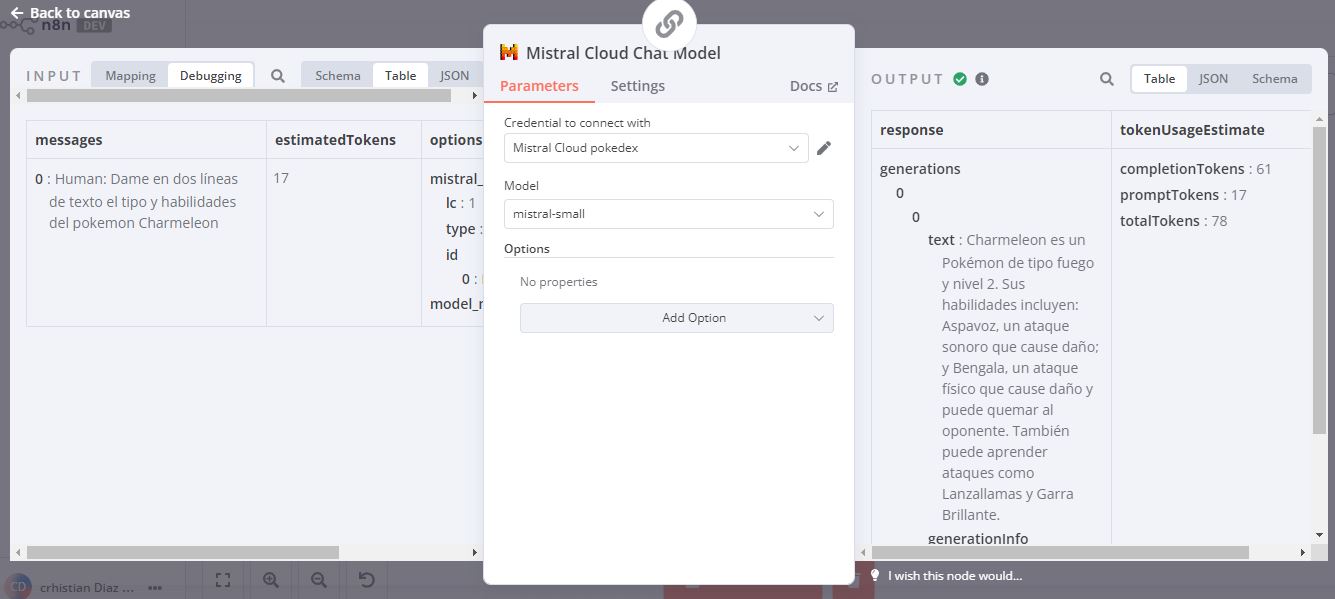 Back to canvas
n8n DEV
INPUT Mapping Debugging Schema Table JSON
messages estimatedTokens options
0 : Human: Dame en dos líneas
de texto el tipo y habilidades
del pokemon Charmeleon
17
mistral_
lc : 1
type :
id
0 :
model_r
Mistral Cloud Chat Model
Parameters Settings Docs
Credential to connect with
Mistral Cloud pokedex
Model
mistral-small
Options
No properties
Add Option
OUTPUT Table JSON Schema
response tokenUsageEstimate
generations
0
0
text : Charmeleon es un
Pokémon de tipo fuego
y nivel 2. Sus
habilidades incluyen:
Aspavoz, un ataque
sonoro que cause daño;
y Bengala, un ataque
físico que cause daño y
puede quemar al
oponente. También
puede aprender
ataques como
Lanzallamas y Garra
Brillante.
generationInfo
completionTokens : 61
promptTokens : 17
totalTokens : 78
CD crhistian Diaz ...
I wish this node would...